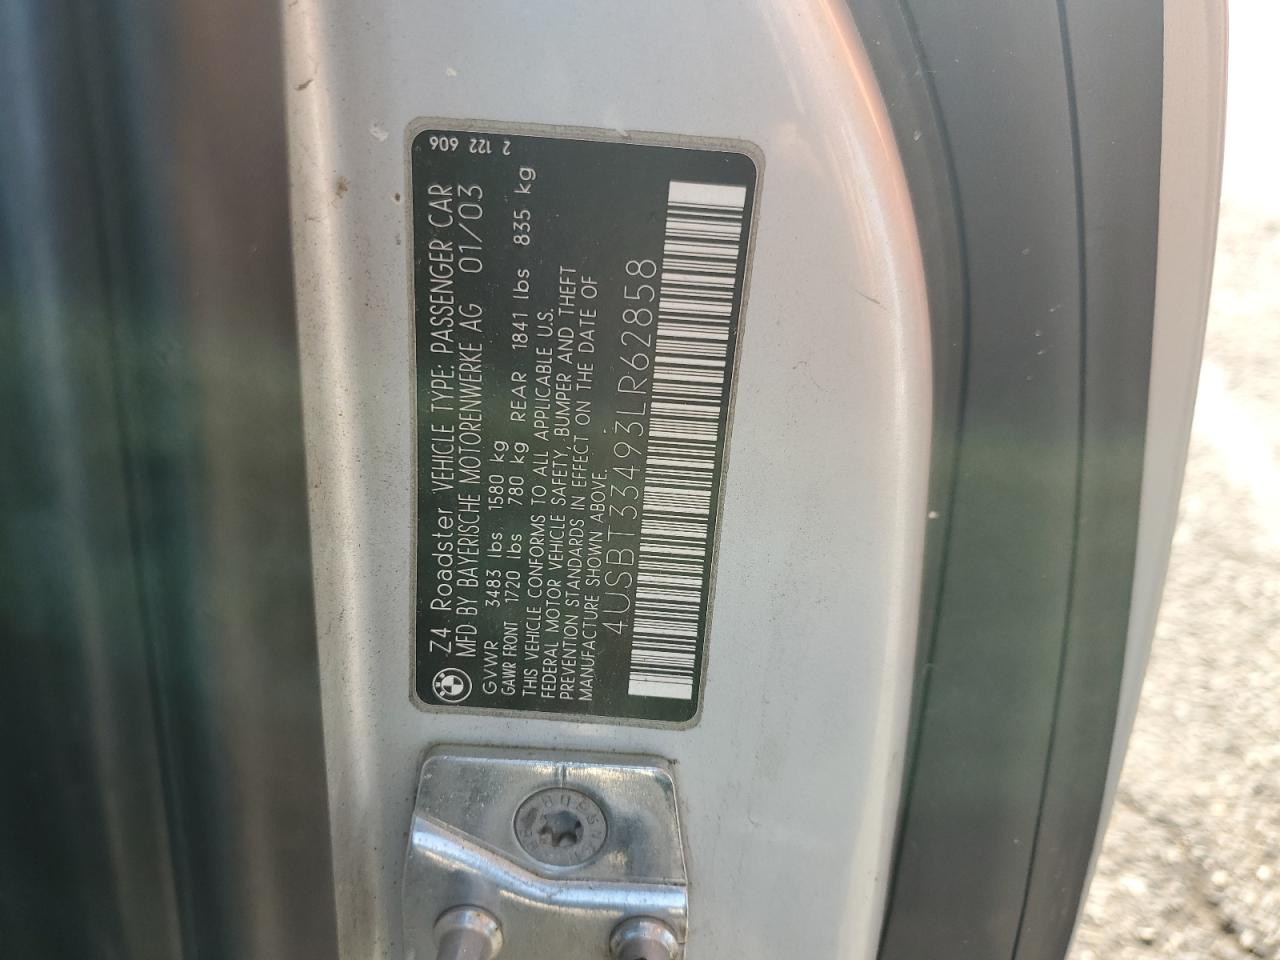 Z4 Roadster VEHICLE TYPE: PASSENGER CAR
MFD BY BAYERISCHE MOTORENWERKE AG 01/03
GVWR 3483 lbs 1580 kg
GAWR FRONT 1720 lbs 780 kg REAR 1841 lbs 835 kg
THIS VEHICLE CONFORMS TO ALL APPLICABLE U.S.
FEDERAL MOTOR VEHICLE SAFETY, BUMPER AND THEFT
PREVENTION STANDARDS IN EFFECT ON THE DATE OF
MANUFACTURE SHOWN ABOVE.
4USBT33493LR62858
2 122 606